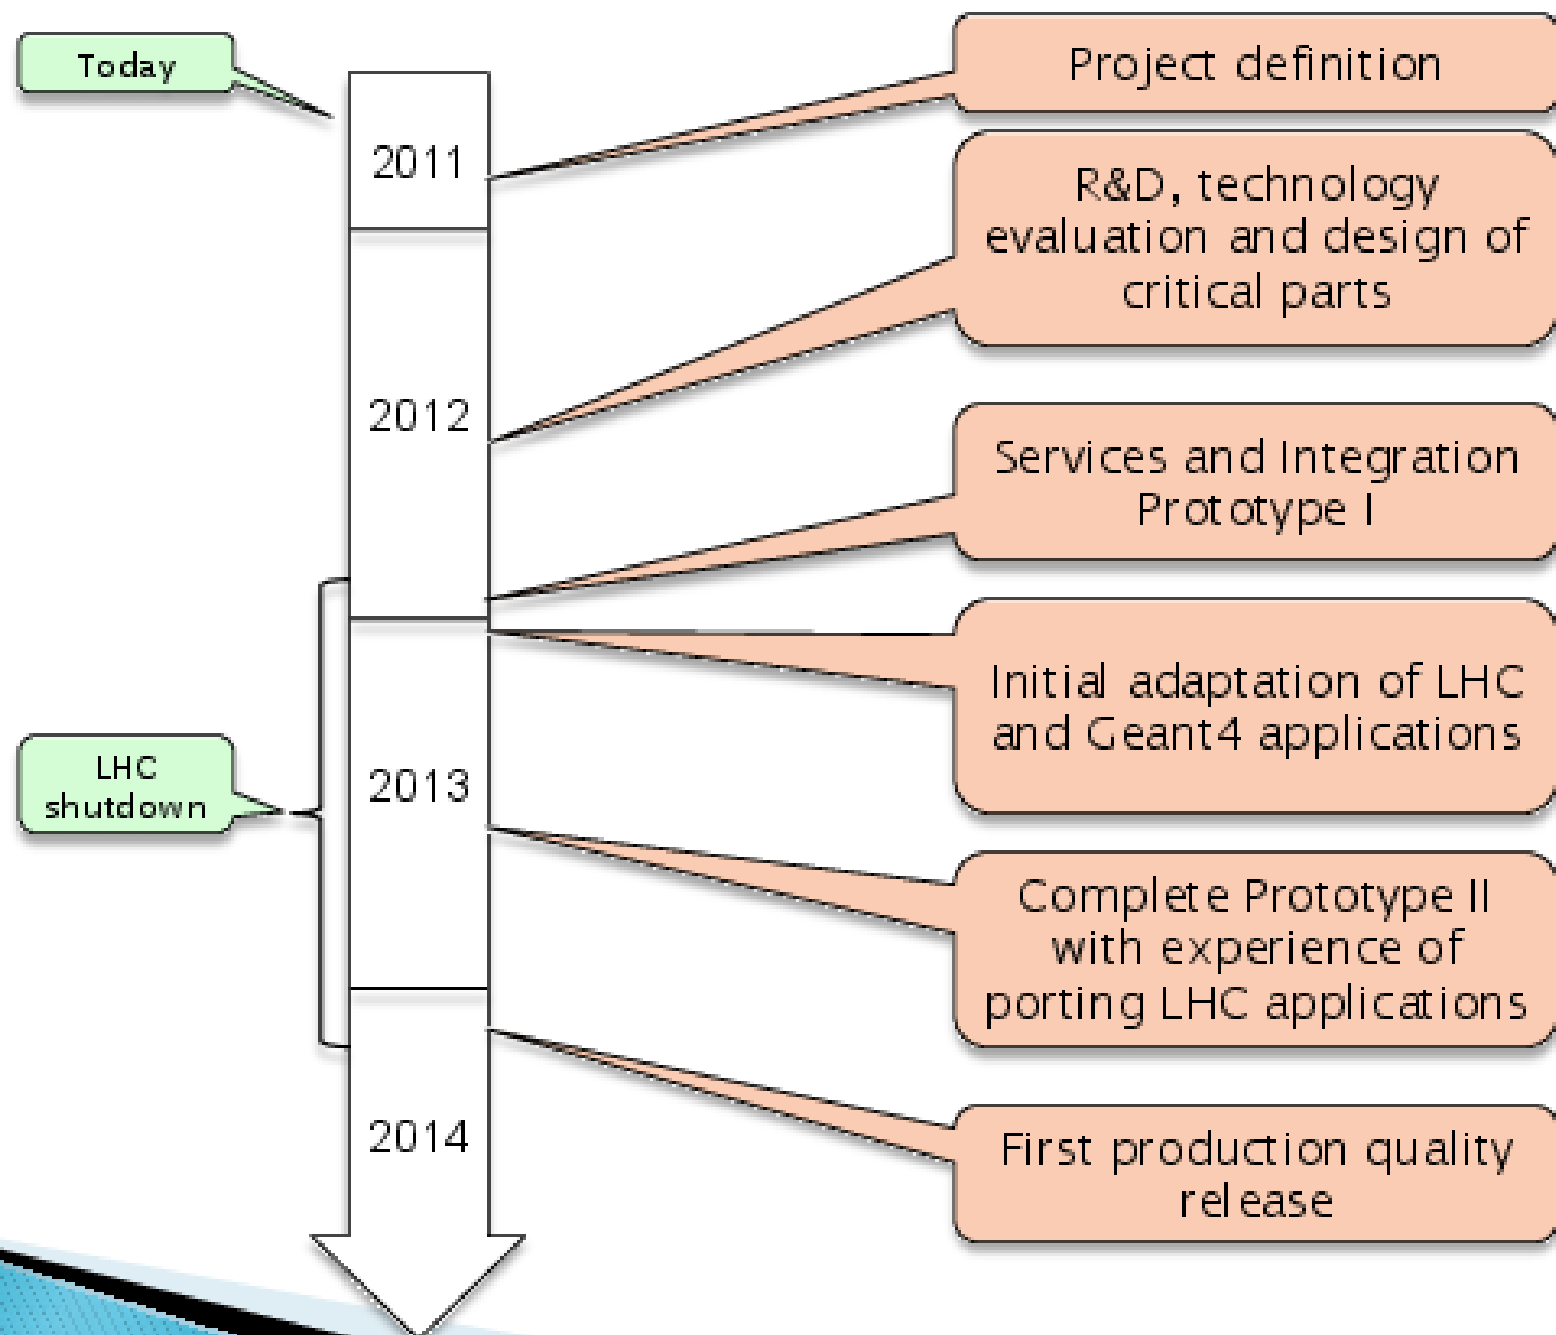 Today
Project definition
2011
R&D, technology
evaluation and design of
critical parts
2012
Services and Integration
Prototype I
Initial adaptation of LHC
and Geant4 applications
LHC
shutdown
2013
Complete Prototype II
with experience of
porting LHC applications
2014
First production quality
release